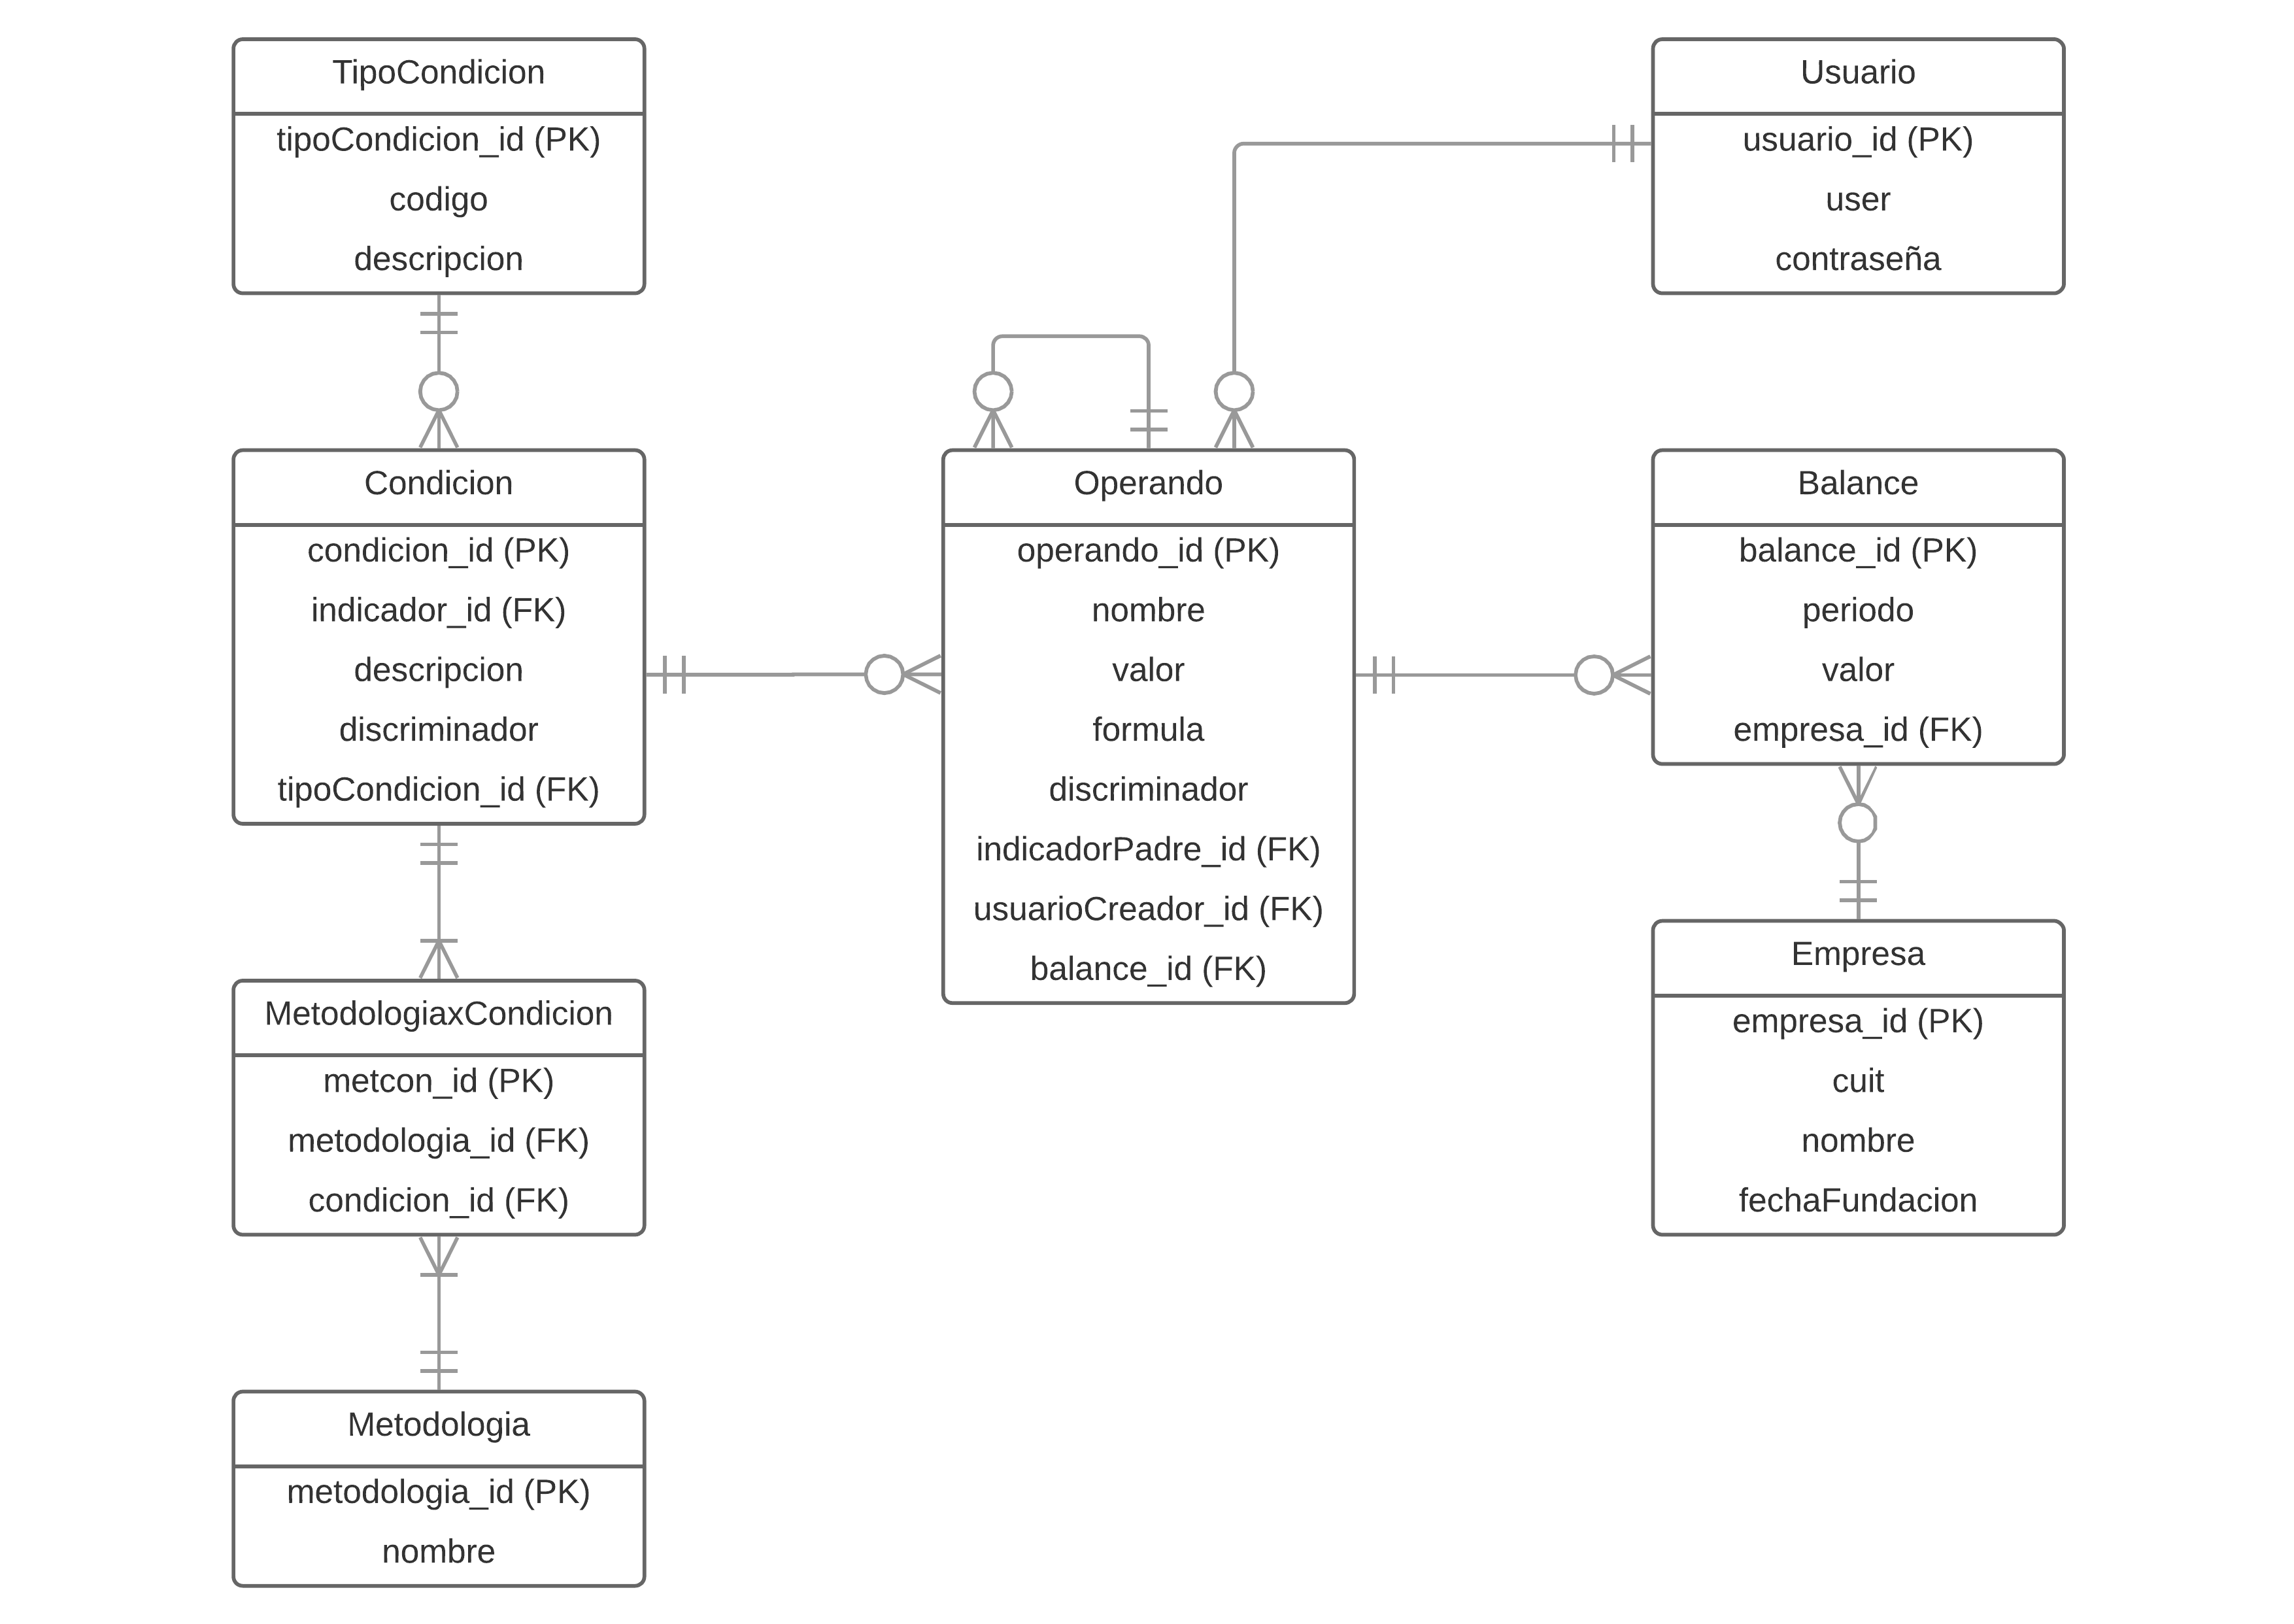 TipoCondicion
tipoCondicion_id (PK)
codigo
descripcion
Usuario
usuario_id (PK)
user
contraseña
Condicion
condicion_id (PK)
indicador_id (FK)
descripcion
discriminador
tipoCondicion_id (FK)
Operando
operando_id (PK)
nombre
valor
formula
discriminador
indicadorPadre_id (FK)
usuarioCreador_id (FK)
balance_id (FK)
Balance
balance_id (PK)
periodo
valor
empresa_id (FK)
MetodologiaxCondicion
metcon_id (PK)
metodologia_id (FK)
condicion_id (FK)
Empresa
empresa_id (PK)
cuit
nombre
fechaFundacion
Metodologia
metodologia_id (PK)
nombre